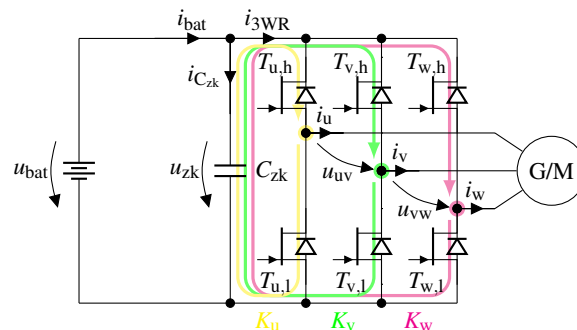 i_bat i_3WR
i_C_zk T_u,h T_v,h T_w,h
i_u
u_bat u_zk C_zk u_uv i_v G/M
u_vw i_w
T_u,l T_v,l T_w,l
K_u K_v K_w